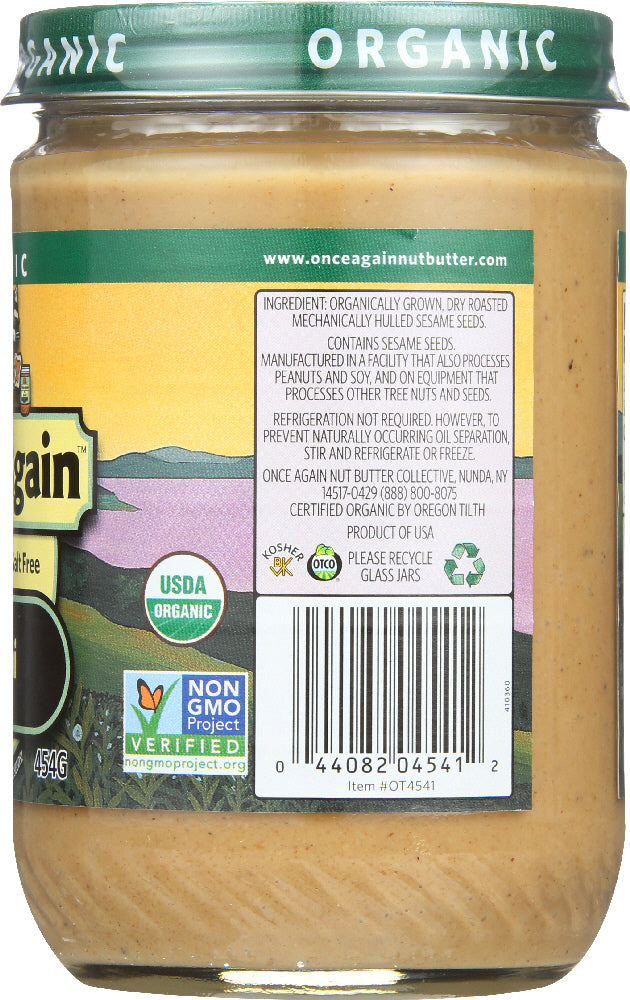 ORGANIC
ORGANIC
IC
www.onceagainnutbutter.com
INGREDIENT: ORGANICALLY GROWN, DRY ROASTED
MECHANICALLY HULLED SESAME SEEDS.
CONTAINS SESAME SEEDS.
MANUFACTURED IN A FACILITY THAT ALSO PROCESSES
PEANUTS AND SOY, AND ON EQUIPMENT THAT
PROCESSES OTHER TREE NUTS AND SEEDS.
REFRIGERATION NOT REQUIRED. HOWEVER, TO
PREVENT NATURALLY OCCURRING OIL SEPARATION,
STIR AND REFRIGERATE OR FREEZE.
ONCE AGAIN NUT BUTTER COLLECTIVE, NUNDA, NY
14517-0429 (888) 800-8075
CERTIFIED ORGANIC BY OREGON TILTH
PRODUCT OF USA
KOSHER
OTCO
PLEASE RECYCLE
GLASS JARS
gain™
alt Free
i
USDA
ORGANIC
NON
GMO
Project
VERIFIED
nongmoproject.org
454G
410360
0 44082 04541 2
Item #OT4541